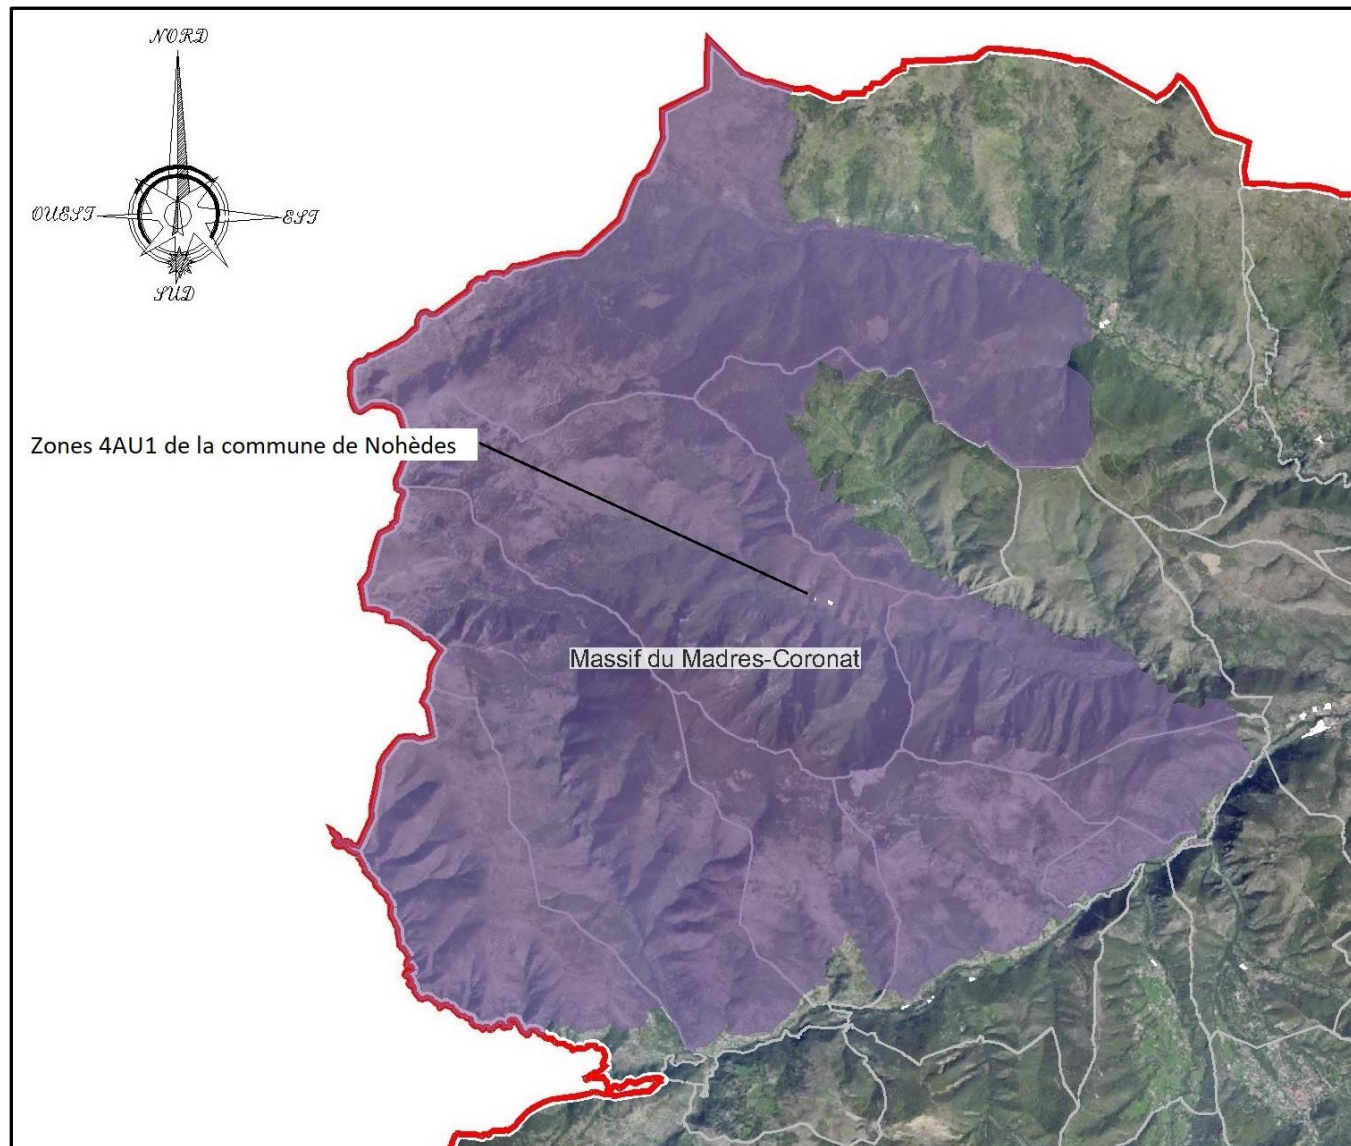 NORD
OUEST
EST
SUD
Zones 4AU1 de la commune de Nohèdes
Massif du Madres-Coronat